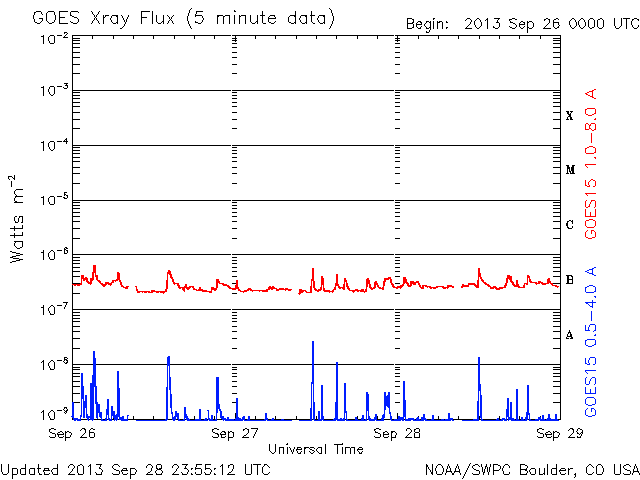 GOES Xray Flux (5 minute data)
Begin: 2013 Sep 26 0000 UTC
10⁻²
10⁻³
10⁻⁴
10⁻⁵
10⁻⁶
10⁻⁷
10⁻⁸
10⁻⁹
Watts m⁻²
X
M
C
B
A
GOES15 1.0-8.0 A
GOES15 0.5-4.0 A
Sep 26
Sep 27
Sep 28
Sep 29
Universal Time
Updated 2013 Sep 28 23:55:12 UTC
NOAA/SWPC Boulder, CO USA